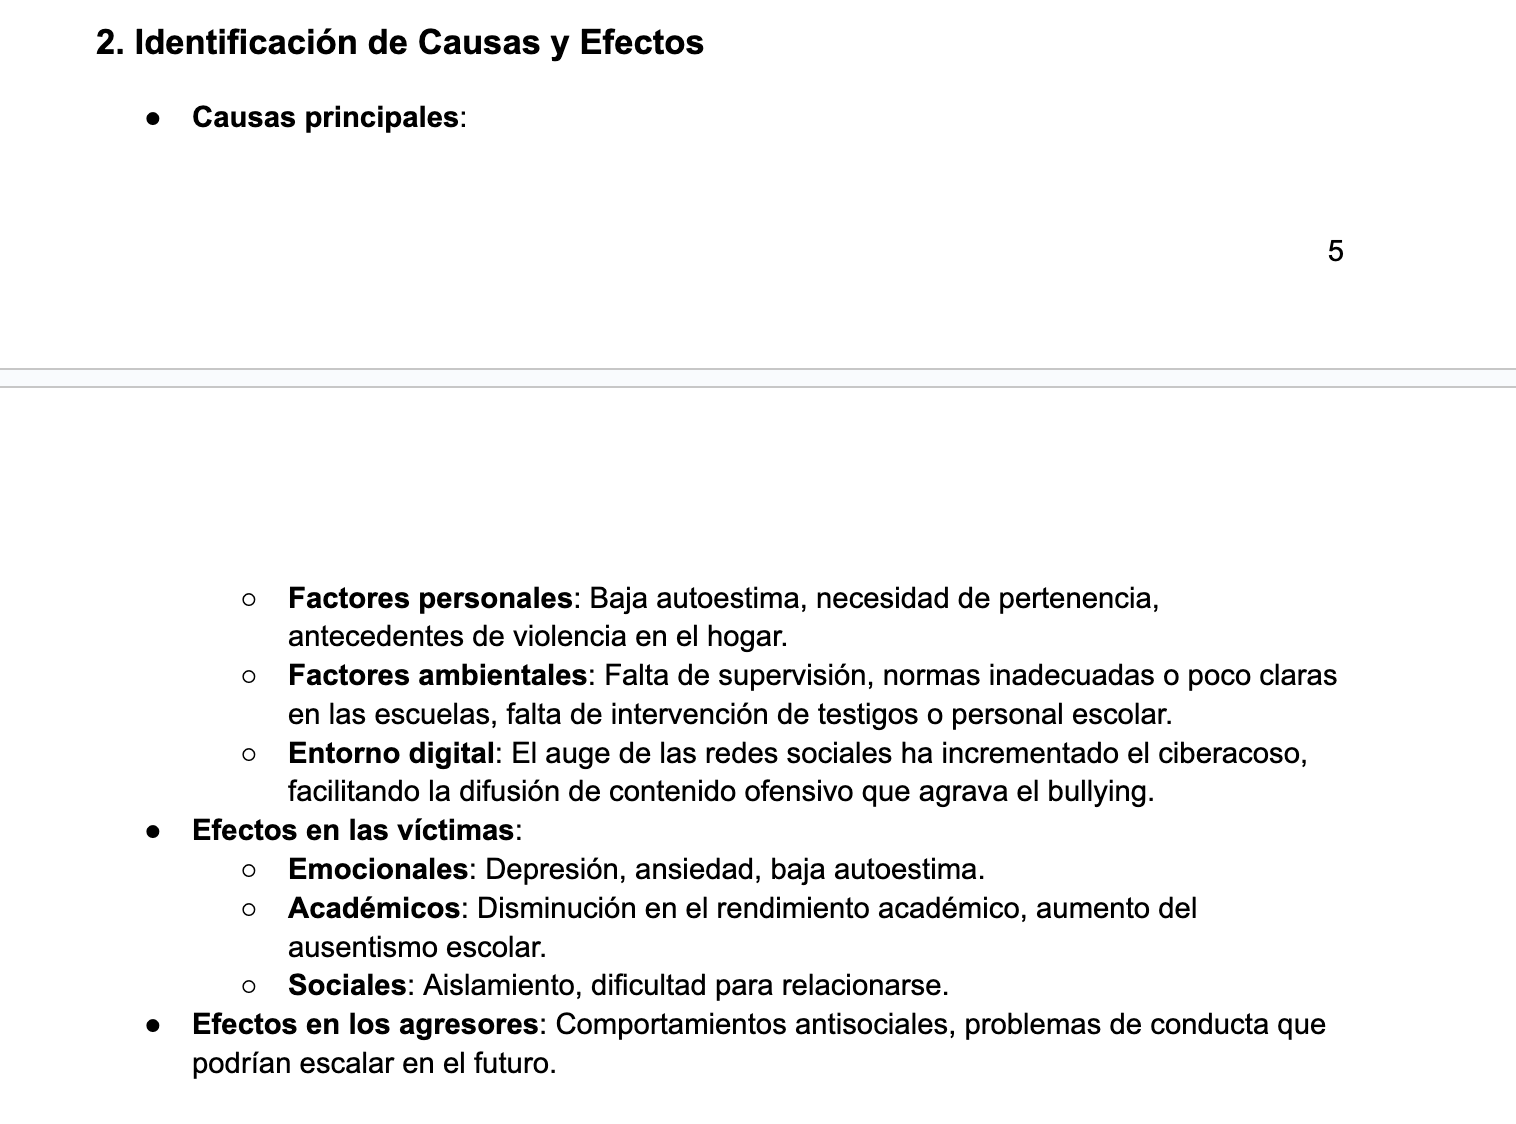 2. Identificación de Causas y Efectos
● Causas principales:
5
○ Factores personales: Baja autoestima, necesidad de pertenencia,
antecedentes de violencia en el hogar.
○ Factores ambientales: Falta de supervisión, normas inadecuadas o poco claras
en las escuelas, falta de intervención de testigos o personal escolar.
○ Entorno digital: El auge de las redes sociales ha incrementado el ciberacoso,
facilitando la difusión de contenido ofensivo que agrava el bullying.
● Efectos en las víctimas:
○ Emocionales: Depresión, ansiedad, baja autoestima.
○ Académicos: Disminución en el rendimiento académico, aumento del
ausentismo escolar.
○ Sociales: Aislamiento, dificultad para relacionarse.
● Efectos en los agresores: Comportamientos antisociales, problemas de conducta que
podrían escalar en el futuro.